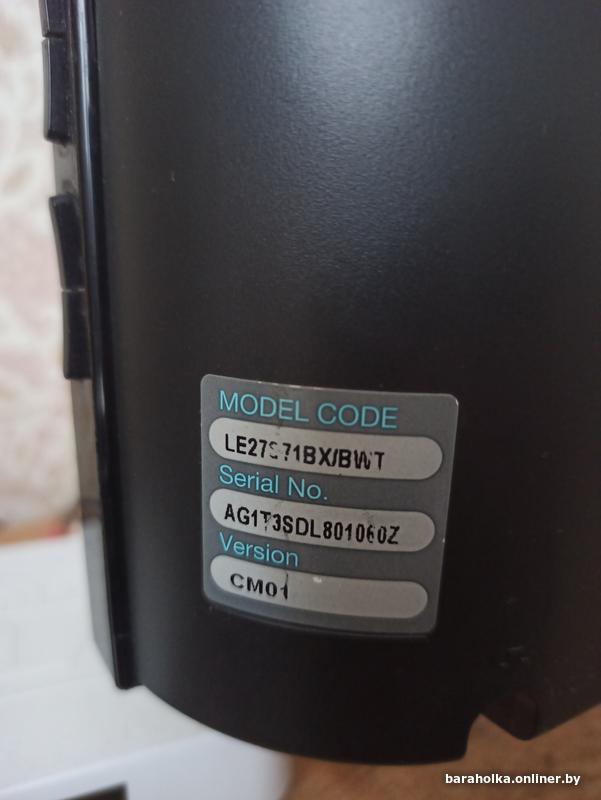 MODEL CODE
LE27S71BX/BWT
Serial No.
AG1T3SDL801060Z
Version
CM01
baraholka.onliner.by